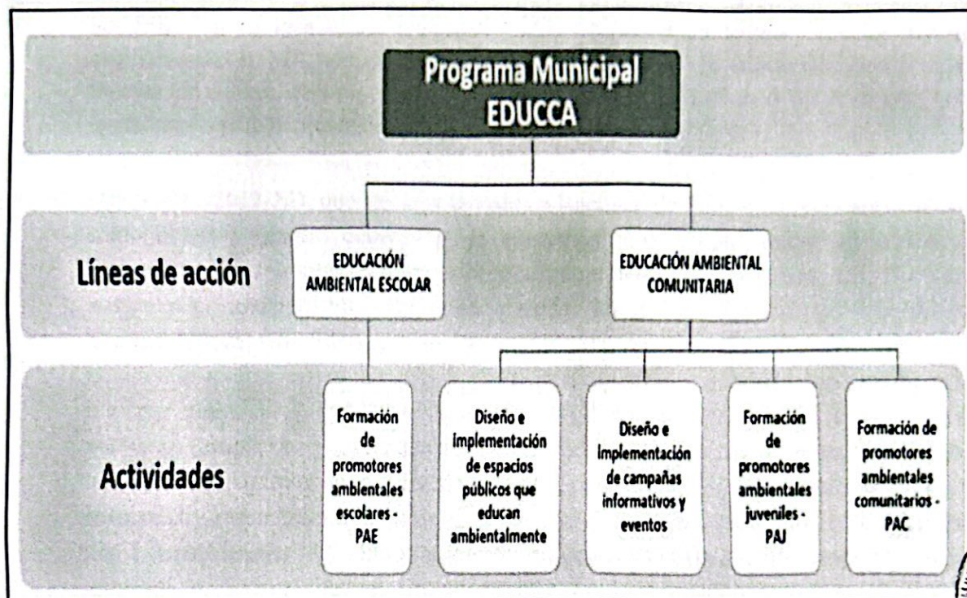 Programa Municipal
EDUCCA
Líneas de acción
EDUCACIÓN
AMBIENTAL ESCOLAR
EDUCACIÓN AMBIENTAL
COMUNITARIA
Actividades
Formación
de
promotores
ambientales
escolares -
PAE
Diseño e
implementación
de espacios
públicos que
educan
ambientalmente
Diseño e
implementación
de campañas
informativos y
eventos
Formación
de
promotores
ambientales
juveniles -
PAJ
Formación de
promotores
ambientales
comunitarios -
PAC